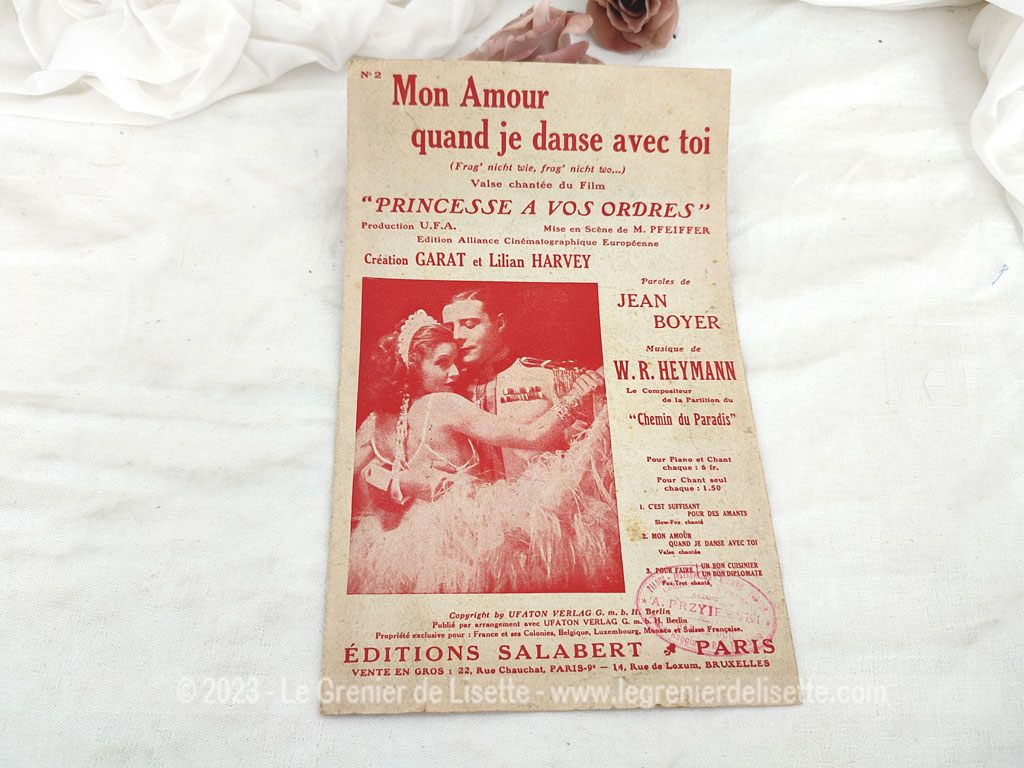 Nº 2
Mon Amour
quand je danse avec toi
(Frag' nicht wie, frag' nicht wo...)
Valse chantée du Film
"PRINCESSE A VOS ORDRES"
Production U.F.A. Mise en Scène de M. PFEIFFER
Edition Alliance Cinématographique Européenne
Création GARAT et Lilian HARVEY
Paroles de
JEAN
BOYER
Musique de
W. R. HEYMANN
Le Compositeur
de la Partition du
"Chemin du Paradis"
Pour Piano et Chant
chaque : 6 fr.
Pour Chant seul
chaque : 1.50
1. C'EST SUFFISANT
POUR DES AMANTS
Slow-Fox chanté
2. MON AMOUR
QUAND JE DANSE AVEC TOI
Valse chantée
3. POUR FAIRE UN BON CUISINIER
UN BON DIPLOMATE
Fox-Trot chanté
Copyright by UFATON VERLAG G. m. b. H. Berlin
Publié par arrangement avec UFATON VERLAG G. m. b. H. Berlin
Propriété exclusive pour : France et ses Colonies, Belgique, Luxembourg, Monaco et Suisse Française.
ÉDITIONS SALABERT PARIS
VENTE EN GROS : 22, Rue Chauchat, PARIS-9e — 14, Rue de Loxum, BRUXELLES
© 2023 - Le Grenier de Lisette - www.legrenierdelisette.com